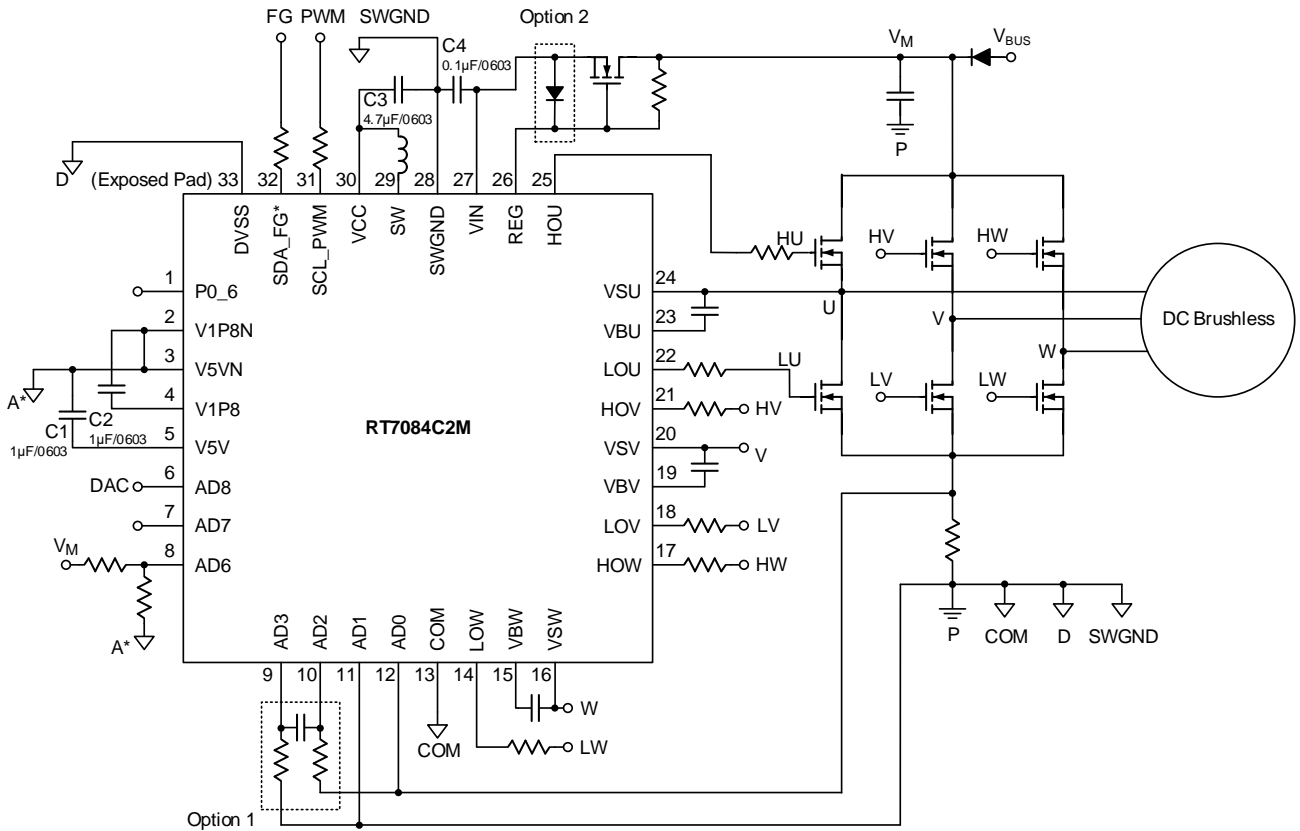 FG PWM SWGND Option 2
C4
0.1µF/0603
V_M
V_BUS
C3
4.7µF/0603
P
D (Exposed Pad) 33 32 31 30 29 28 27 26 25
DVSS SDA_FG* SCL_PWM VCC SW SWGND VIN REG HOU
HU HV HW
1 P0_6
2 V1P8N
3 V5VN
4 V1P8
5 V5V
6 AD8
7 AD7
8 AD6
A*
C1
1µF/0603
C2
1µF/0603
DAC
V_M
A*
RT7084C2M
VSU 24
VBU 23
LOU 22
HOV 21 HV
VSV 20 V
VBV 19
LOV 18 LV
HOW 17 HW
U
V
W
DC Brushless
LU LV LW
AD3 AD2 AD1 AD0 COM LOW VBW VSW
9 10 11 12 13 14 15 16
W
COM
LW
P COM D SWGND
Option 1